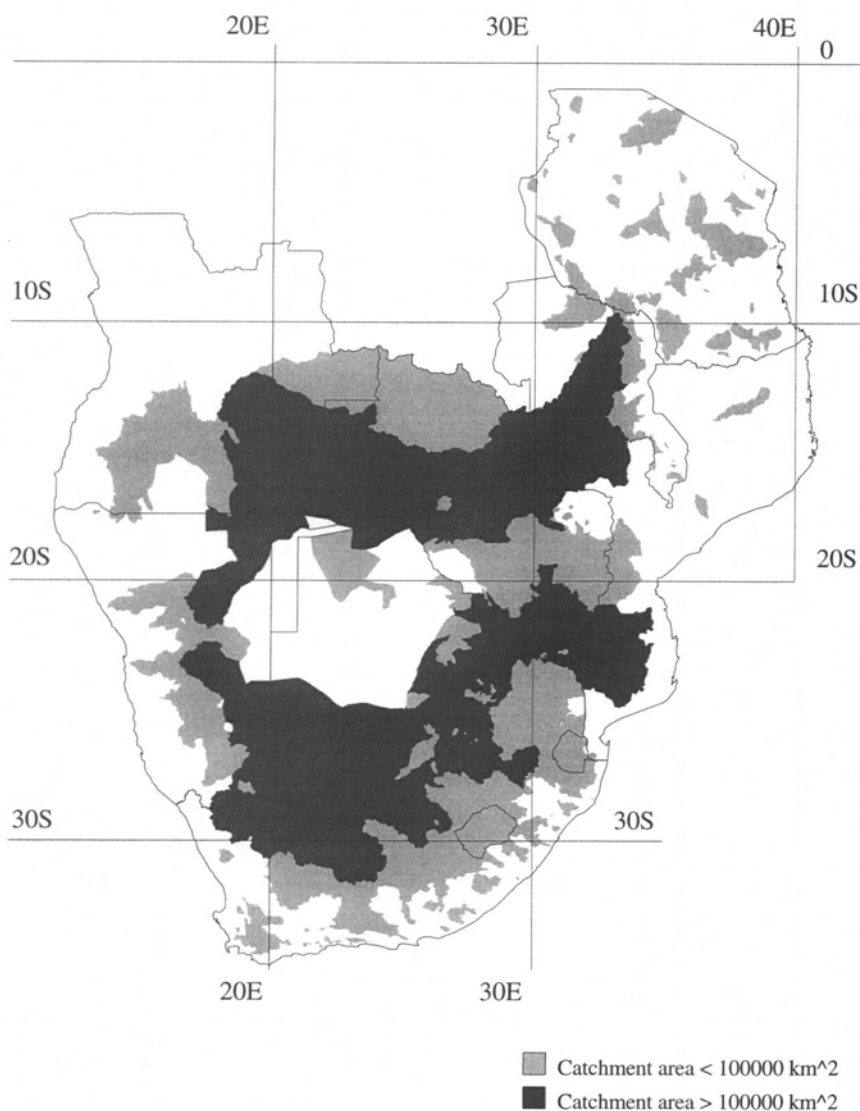 20E 30E 40E
0
10S 10S
20S 20S
30S 30S
20E 30E
Catchment area < 100000 km^2
Catchment area > 100000 km^2